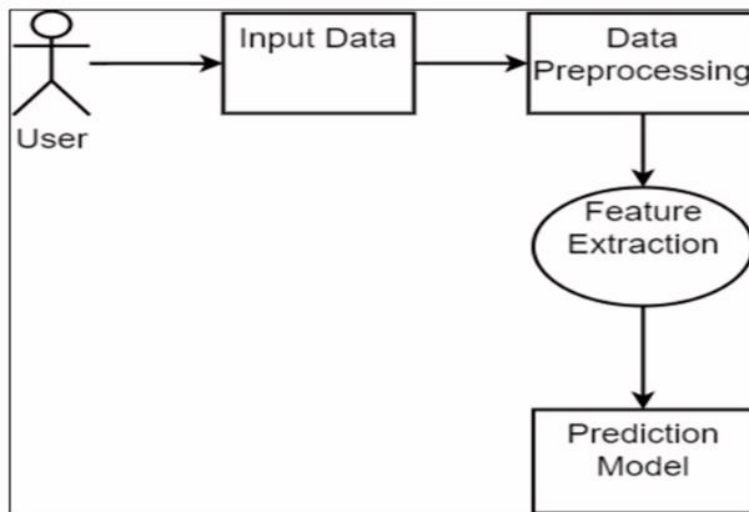 Input Data
Data
Preprocessing
User
Feature
Extraction
Prediction
Model